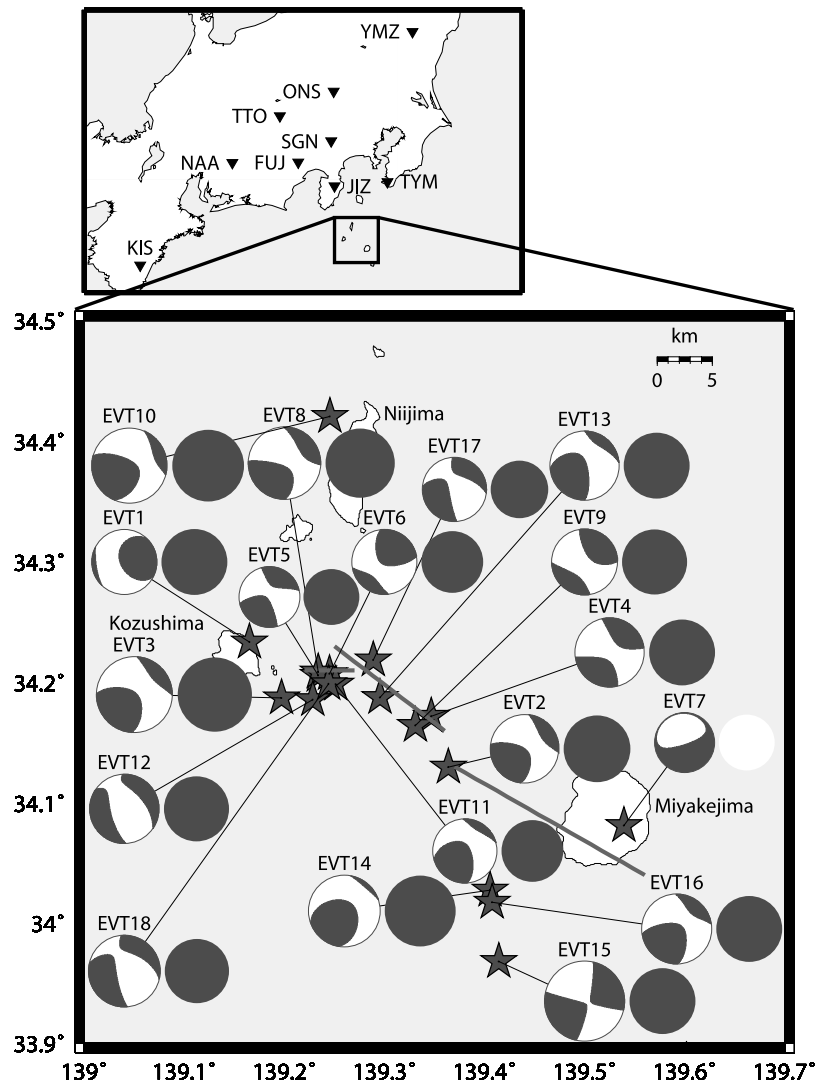 YMZ
ONS
TTO
SGN
NAA FUJ
JIZ TYM
KIS
34.5°
km
0 5
EVT10 EVT8 Niijima EVT13
34.4°
EVT17
EVT1 EVT6 EVT9
34.3°
EVT5
EVT4
Kozushima
EVT3
34.2°
EVT2 EVT7
EVT12
EVT11 Miyakejima
34.1°
EVT14
EVT16
34°
EVT18 EVT15
33.9°
139° 139.1° 139.2° 139.3° 139.4° 139.5° 139.6° 139.7°